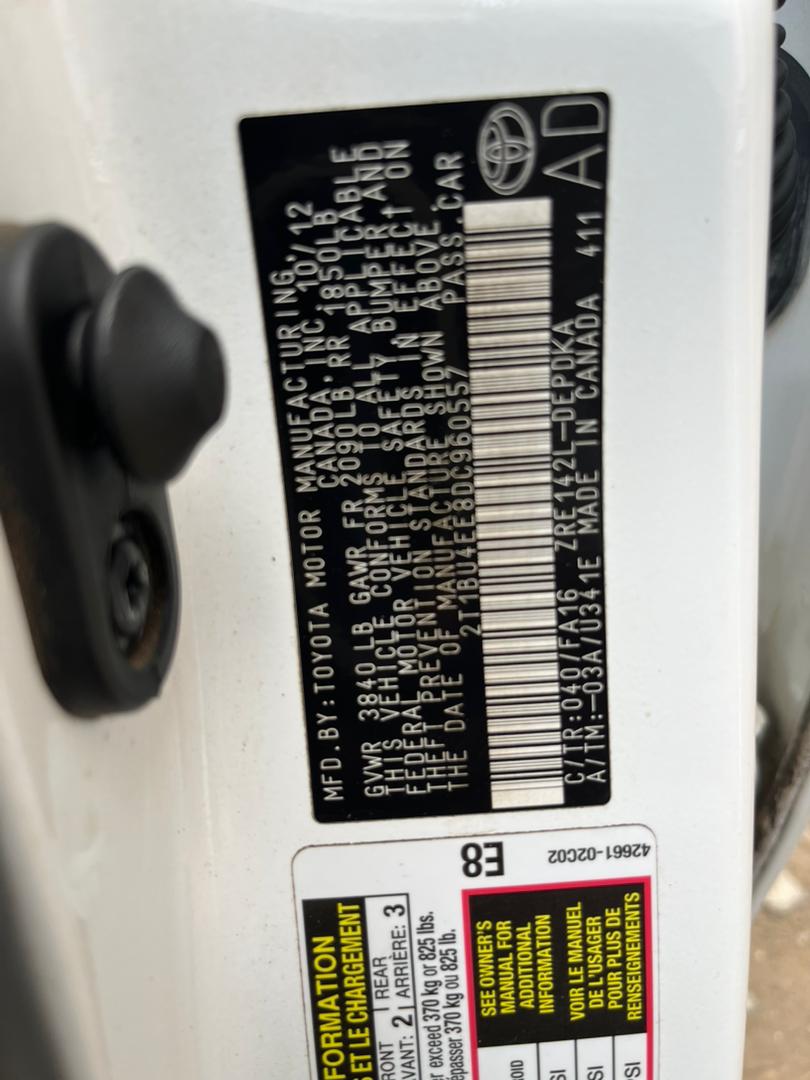 MFD.BY:TOYOTA MOTOR MANUFACTURING.
CANADA, INC. 10/12
GVWR 3840 LB GAWR FR 2090LB RR 1850LB
THIS VEHICLE CONFORMS TO ALL APPLICABLE
FEDERAL MOTOR VEHICLE SAFETY, BUMPER AND
THEFT PREVENTION STANDARDS IN EFFECT ON
THE DATE OF MANUFACTURE SHOWN ABOVE.
2T1BU4EE8DC960557 PASS.CAR
C/TR:040/FA16 ZRE142L-DEPDKA
A/TM:-03A/U341E MADE IN CANADA 411
AD
E8
42661-02C02
FORMATION
ET LE CHARGEMENT
FRONT
REAR
AVANT: 2
ARRIÈRE: 3
exceed 370 kg or 825 lbs.
370 kg ou 825 lb.
SEE OWNER'S
MANUAL FOR
ADDITIONAL
INFORMATION
VOIR LE MANUEL
DE L'USAGER
POUR PLUS DE
RENSEIGNEMENTS